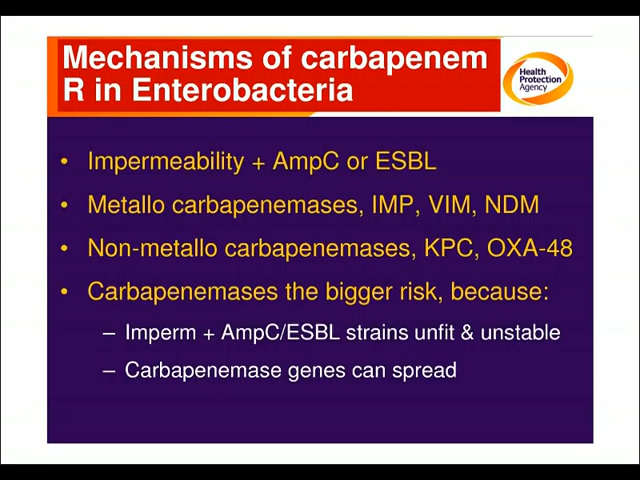 Mechanisms of carbapenem
R in Enterobacteria
Health
Protection
Agency
• Impermeability + AmpC or ESBL
• Metallo carbapenemases, IMP, VIM, NDM
• Non-metallo carbapenemases, KPC, OXA-48
• Carbapenemases the bigger risk, because:
– Imperm + AmpC/ESBL strains unfit & unstable
– Carbapenemase genes can spread